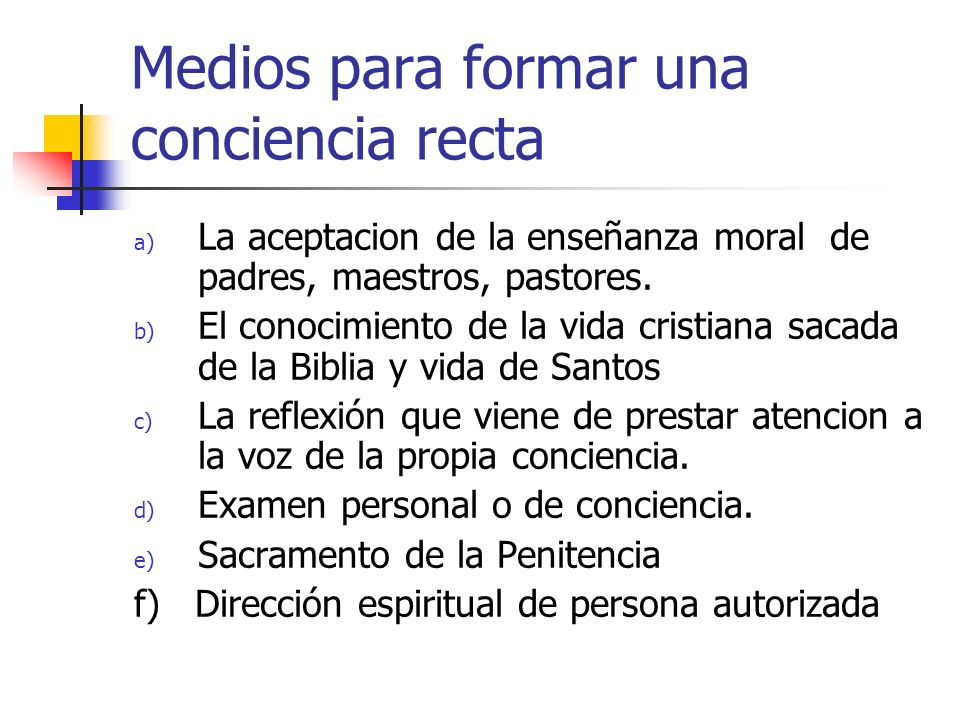 Medios para formar una
conciencia recta
a) La aceptacion de la enseñanza moral  de
padres, maestros, pastores.
b) El conocimiento de la vida cristiana sacada
de la Biblia y vida de Santos
c) La reflexión que viene de prestar atencion a
la voz de la propia conciencia.
d) Examen personal o de conciencia.
e) Sacramento de la Penitencia
f)   Dirección espiritual de persona autorizada